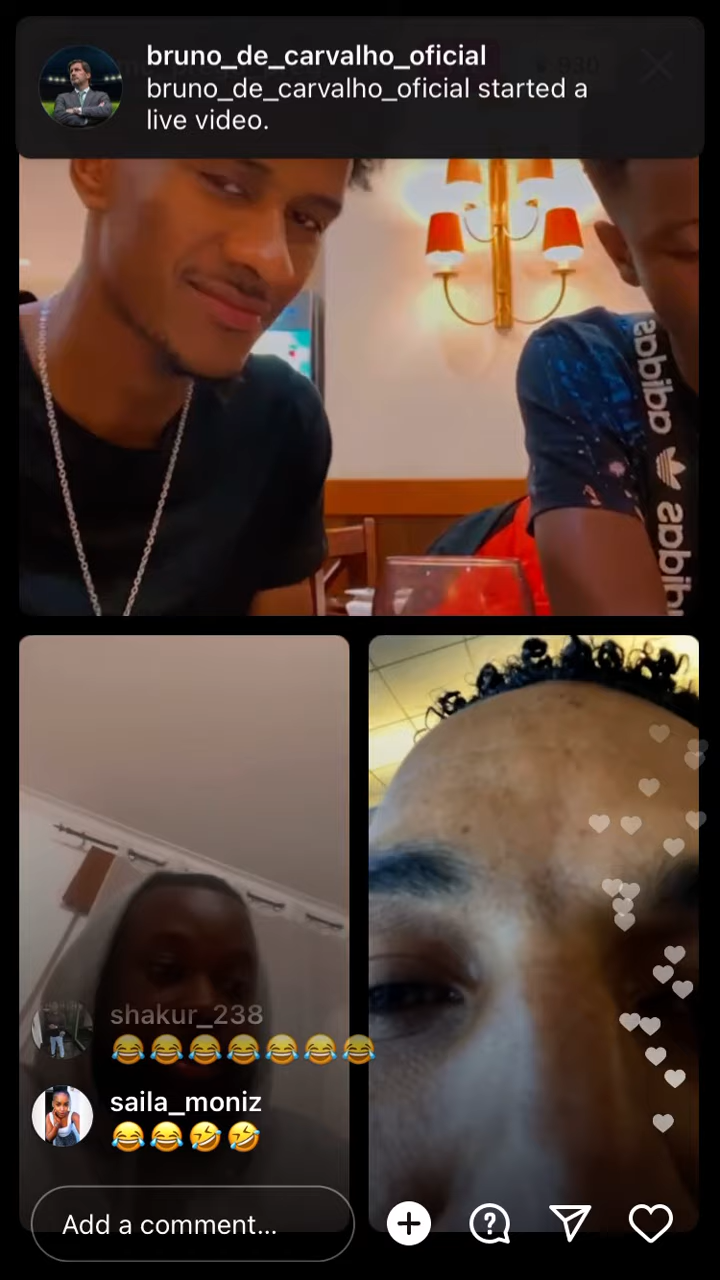 bruno_de_carvalho_oficial
bruno_de_carvalho_oficial started a
live video.
adidas
adidas
shakur_238
😂😂😂😂😂😂😂
saila_moniz
😂😂🤣🤣
Add a comment...